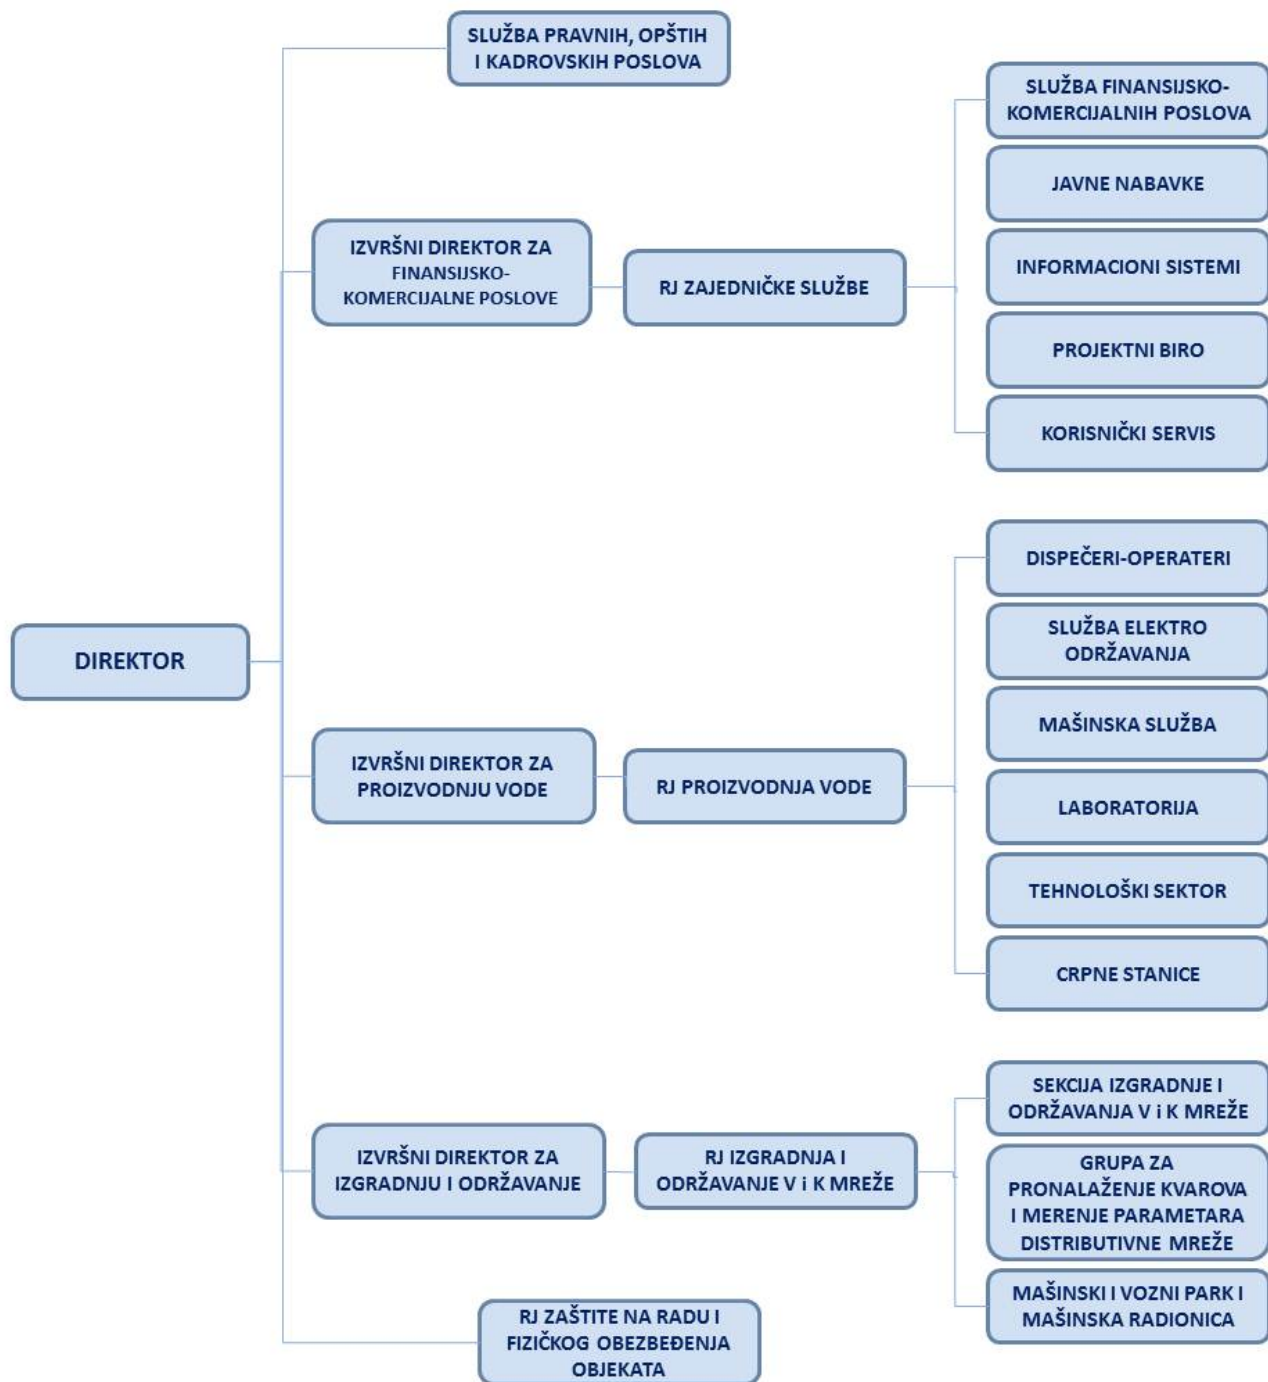 SLUŽBA PRAVNIH, OPŠTIH
I KADROVSKIH POSLOVA
SLUŽBA FINANSIJSKO-
KOMERCIJALNIH POSLOVA
JAVNE NABAVKE
IZVRŠNI DIREKTOR ZA
FINANSIJSKO-
KOMERCIJALNE POSLOVE
RJ ZAJEDNIČKE SLUŽBE
INFORMACIONI SISTEMI
PROJEKTNI BIRO
KORISNIČKI SERVIS
DISPEČERI-OPERATERI
SLUŽBA ELEKTRO
ODRŽAVANJA
DIREKTOR
MAŠINSKA SLUŽBA
IZVRŠNI DIREKTOR ZA
PROIZVODNJU VODE
RJ PROIZVODNJA VODE
LABORATORIJA
TEHNOLOŠKI SEKTOR
CRPNE STANICE
SEKCIJA IZGRADNJE I
ODRŽAVANJA V i K MREŽE
IZVRŠNI DIREKTOR ZA
IZGRADNJU I ODRŽAVANJE
RJ IZGRADNJA I
ODRŽAVANJE V i K MREŽE
GRUPA ZA
PRONALAŽENJE KVAROVA
I MERENJE PARAMETARA
DISTRIBUTIVNE MREŽE
MAŠINSKI I VOZNI PARK I
MAŠINSKA RADIONICA
RJ ZAŠTITE NA RADU I
FIZIČKOG OBEZBEĐENJA
OBJEKATA